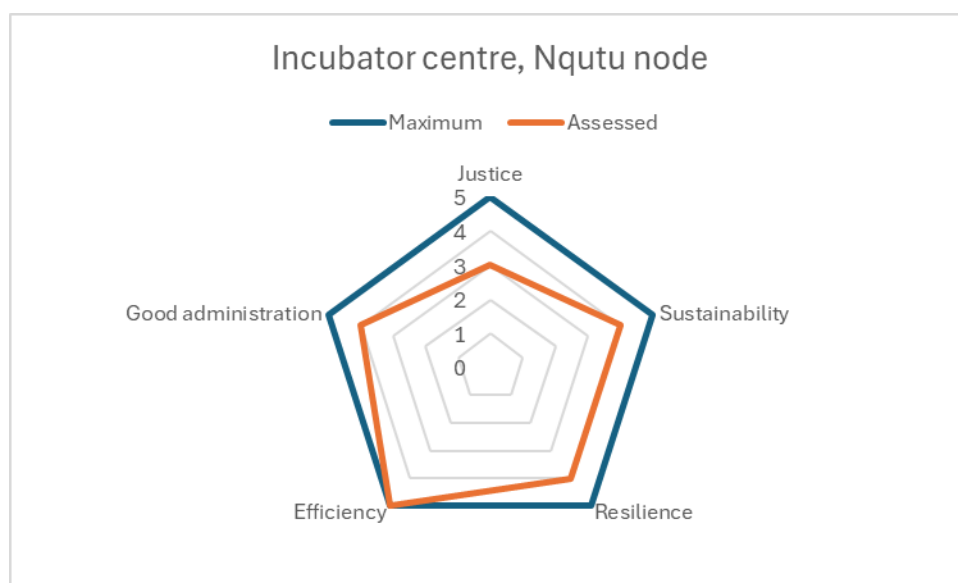 Incubator centre, Nqutu node
Maximum Assessed
Justice
5
4
3
Good administration Sustainability
2
1
0
Efficiency Resilience